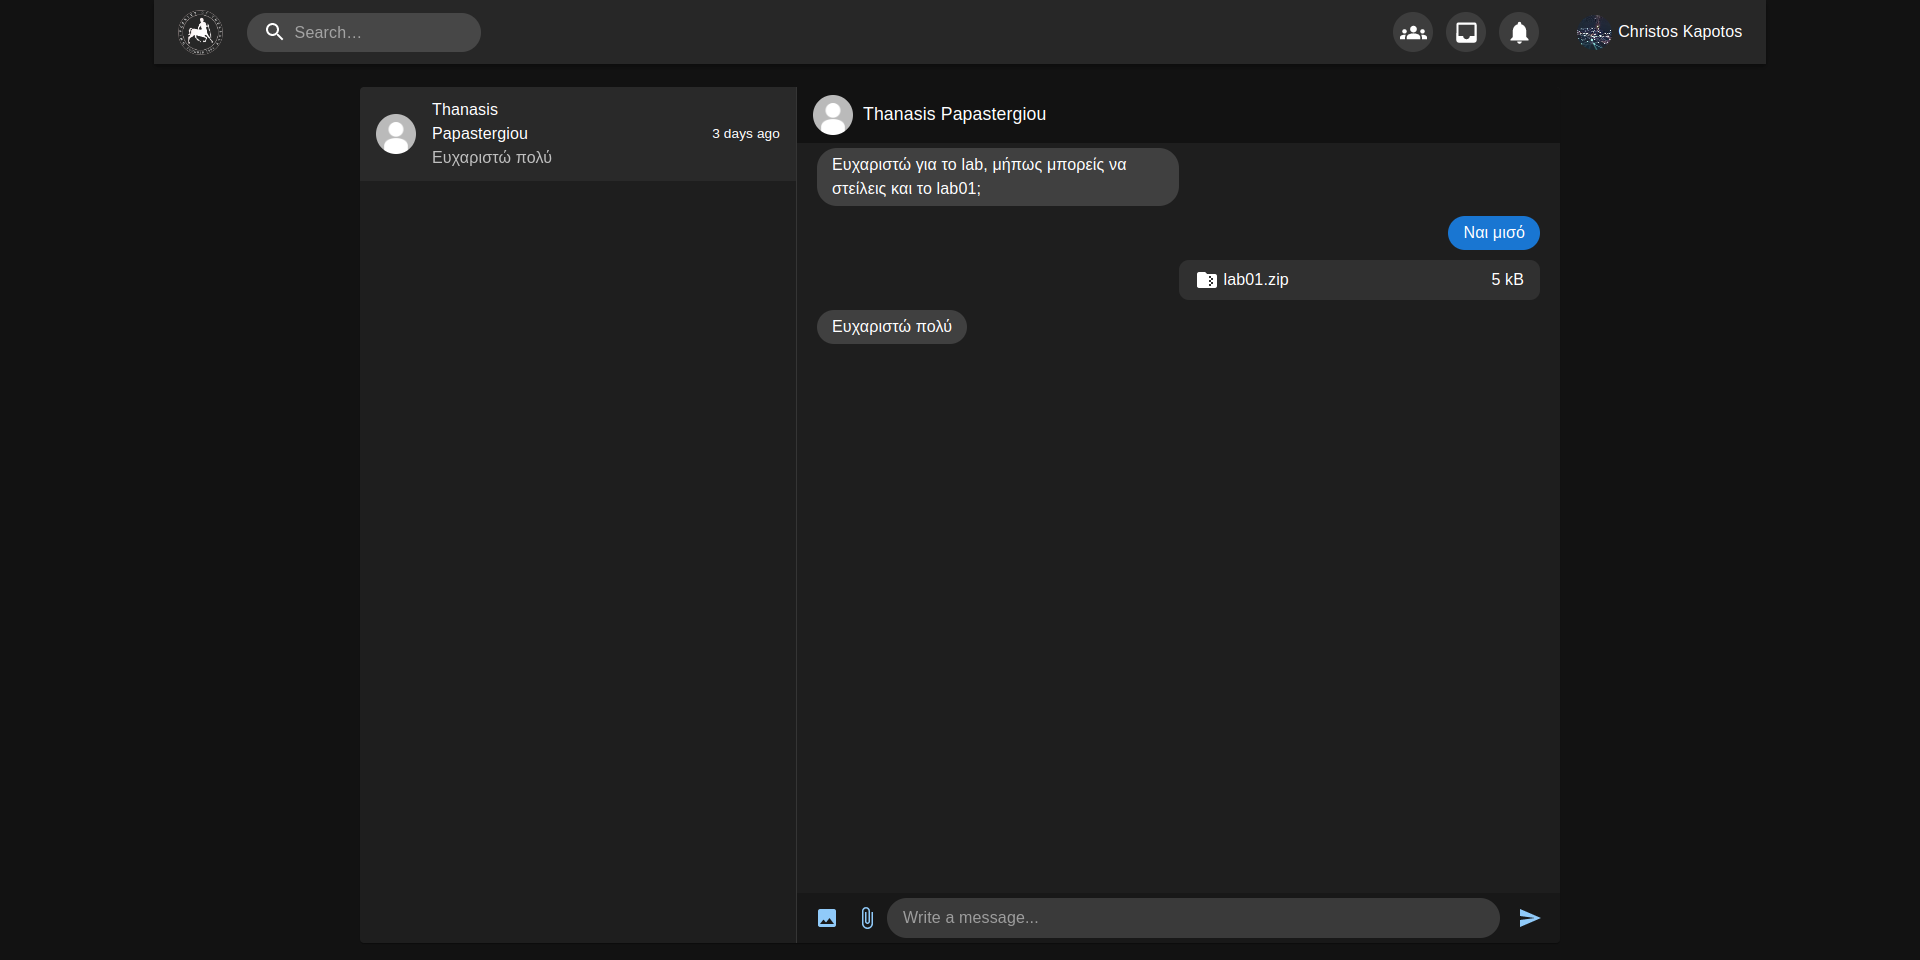 Search…
Christos Kapotos
Thanasis
Papastergiou
3 days ago
Ευχαριστώ πολύ
Thanasis Papastergiou
Ευχαριστώ για το lab, μήπως μπορείς να
στείλεις και το lab01;
Ναι μισό
lab01.zip 5 kB
Ευχαριστώ πολύ
Write a message...